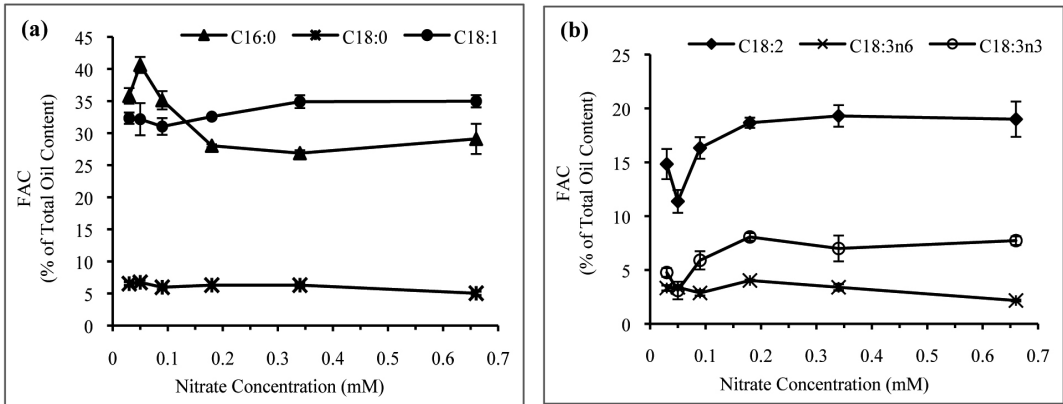 (a)
C16:0 C18:0 C18:1
45
40
35
30
25
20
15
10
5
0
FAC
(% of Total Oil Content)
0 0.1 0.2 0.3 0.4 0.5 0.6 0.7
Nitrate Concentration (mM)
(b)
C18:2 C18:3n6 C18:3n3
25
20
15
10
5
0
FAC
(% of Total Oil Content)
0 0.1 0.2 0.3 0.4 0.5 0.6 0.7
Nitrate Concentration (mM)